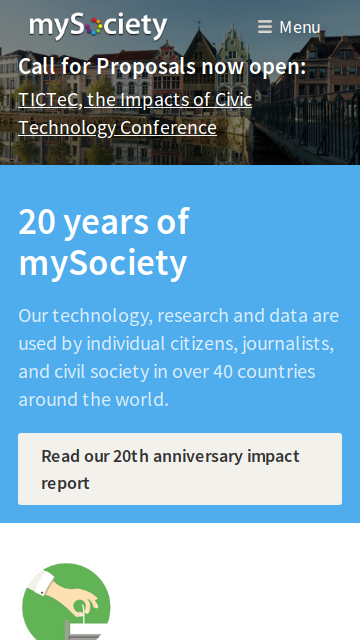 mySociety
Menu
Call for Proposals now open:
TICTeC, the Impacts of Civic
Technology Conference
20 years of
mySociety
Our technology, research and data are
used by individual citizens, journalists,
and civil society in over 40 countries
around the world.
Read our 20th anniversary impact
report